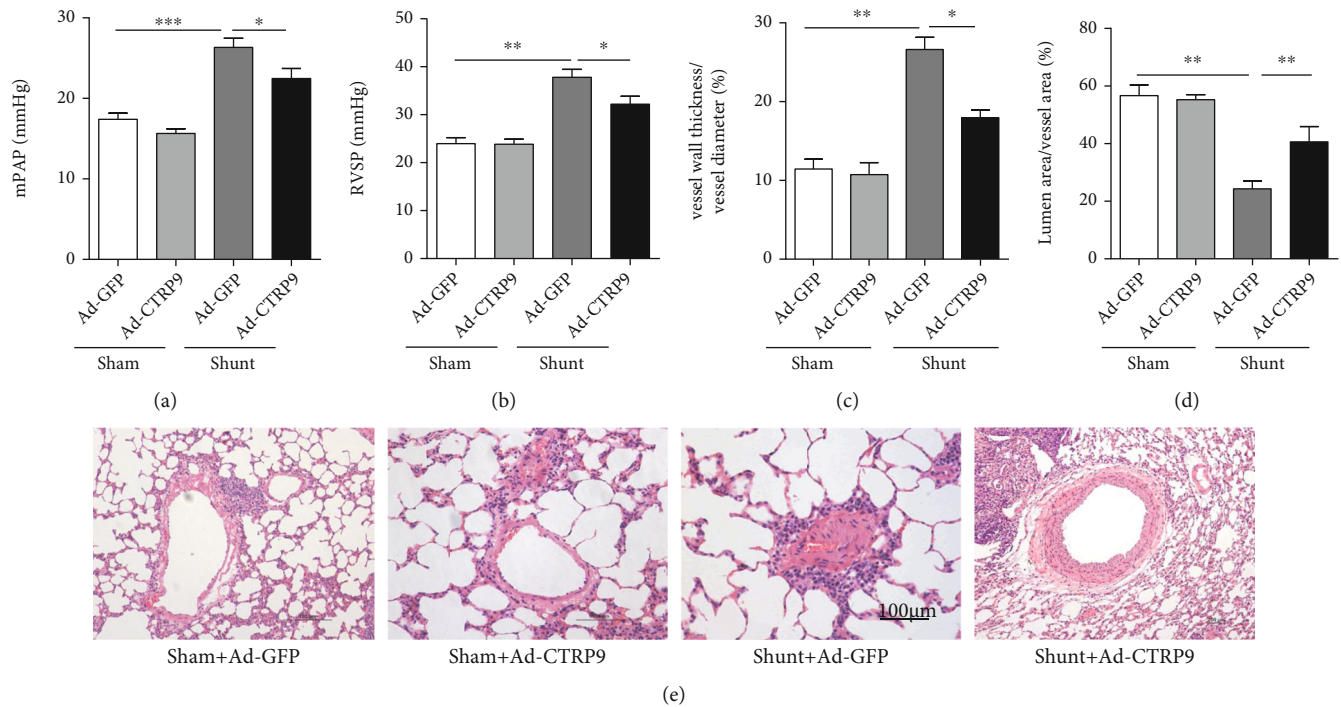 mPAP (mmHg)
30
20
10
0
***
*
Ad-GFP
Ad-CTRP9
Ad-GFP
Ad-CTRP9
Sham
Shunt
(a)
RVSP (mmHg)
50
40
30
20
10
0
**
*
Ad-GFP
Ad-CTRP9
Ad-GFP
Ad-CTRP9
Sham
Shunt
(b)
vessel wall thickness/
vessel diameter (%)
30
20
10
0
**
*
Ad-GFP
Ad-CTRP9
Ad-GFP
Ad-CTRP9
Sham
Shunt
(c)
Lumen area/vessel area (%)
80
60
40
20
0
**
**
Ad-GFP
Ad-CTRP9
Ad-GFP
Ad-CTRP9
Sham
Shunt
(d)
100μm
Sham+Ad-GFP
Sham+Ad-CTRP9
Shunt+Ad-GFP
Shunt+Ad-CTRP9
(e)